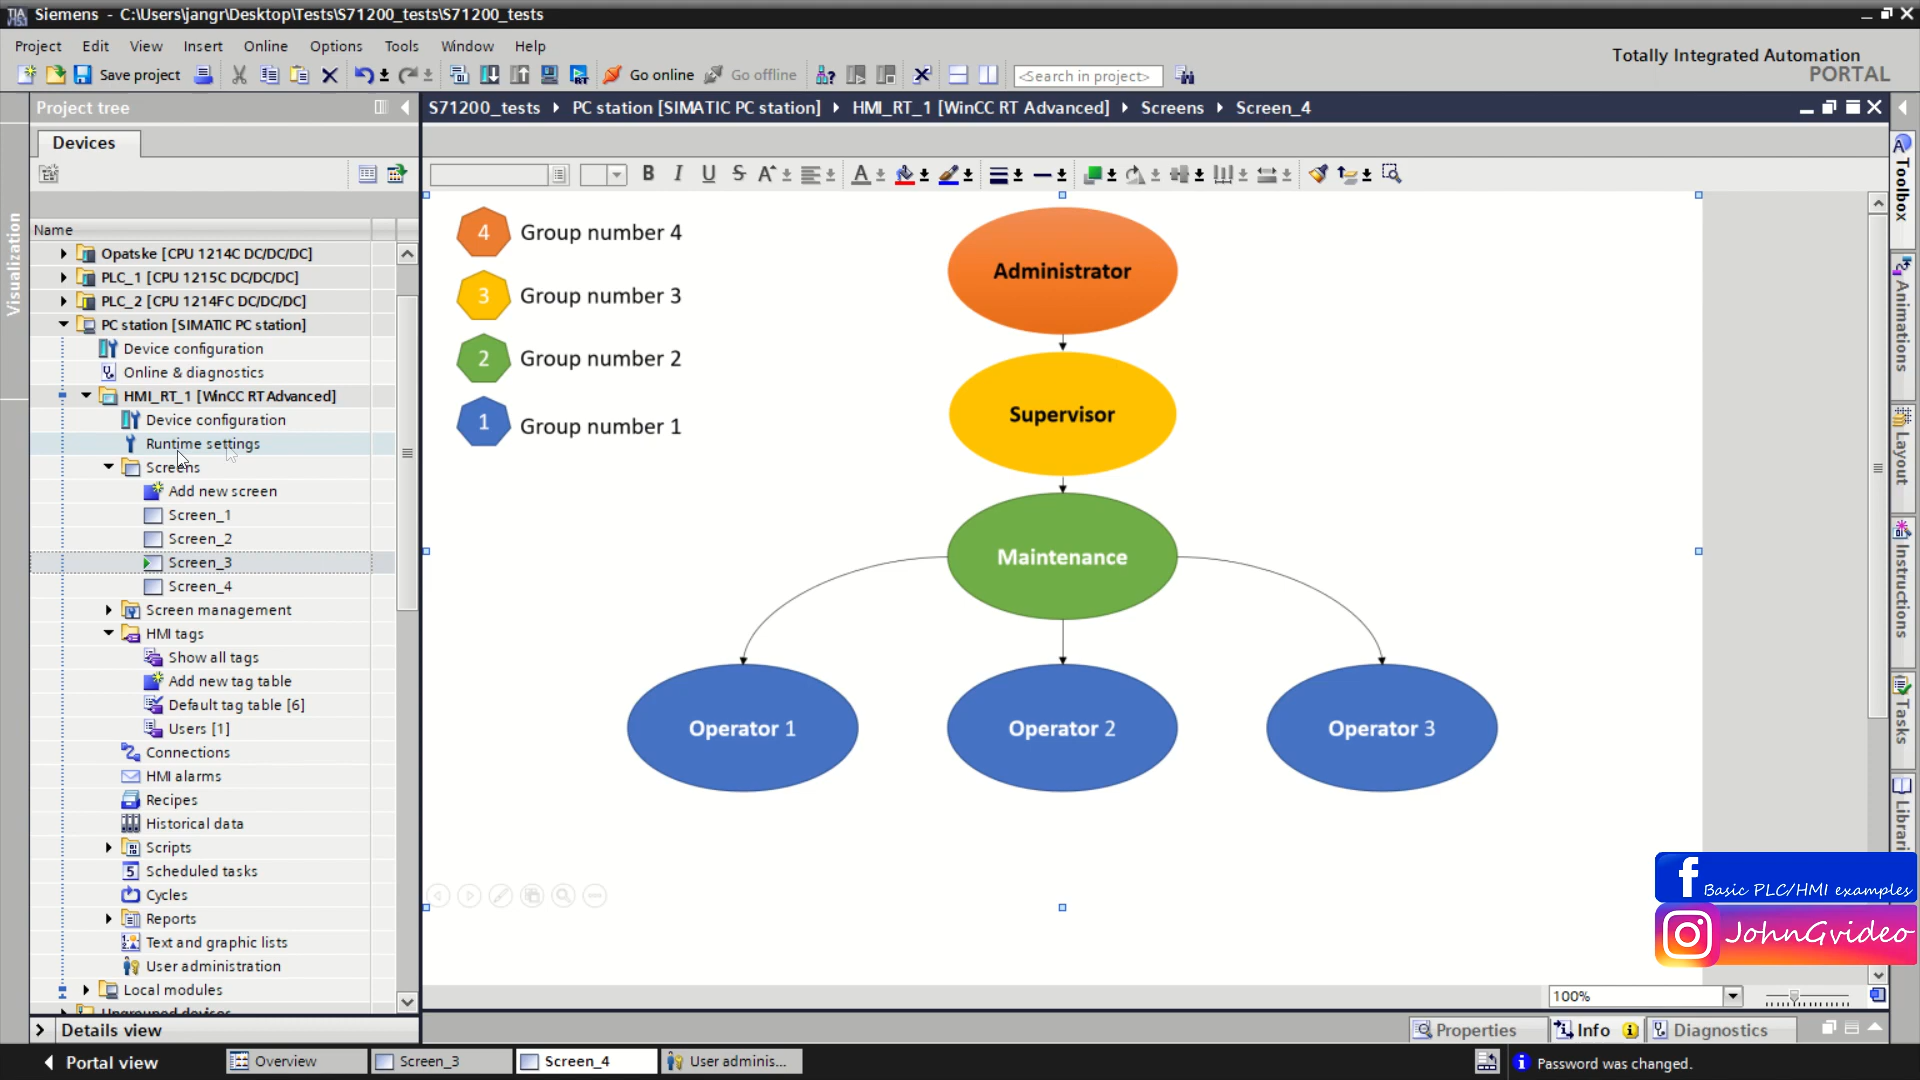 Siemens - C:\Users\jangr\Desktop\Tests\S71200_tests\S71200_tests
Project Edit View Insert Online Options Tools Window Help
Totally Integrated Automation
PORTAL
Save project
Go online
Go offline
<Search in project>
Project tree
S71200_tests PC station [SIMATIC PC station] HMI_RT_1 [WinCC RT Advanced] Screens Screen_4
Devices
Name
Opatske [CPU 1214C DC/DC/DC]
PLC_1 [CPU 1215C DC/DC/DC]
PLC_2 [CPU 1214FC DC/DC/DC]
PC station [SIMATIC PC station]
Device configuration
Online & diagnostics
HMI_RT_1 [WinCC RT Advanced]
Device configuration
Runtime settings
Screens
Add new screen
Screen_1
Screen_2
Screen_3
Screen_4
Screen management
HMI tags
Show all tags
Add new tag table
Default tag table [6]
Users [1]
Connections
HMI alarms
Recipes
Historical data
Scripts
Scheduled tasks
Cycles
Reports
Text and graphic lists
User administration
Local modules
Details view
Visualization
B I U S A A
4 Group number 4
3 Group number 3
2 Group number 2
1 Group number 1
Administrator
Supervisor
Maintenance
Operator 1
Operator 2
Operator 3
Toolbox
Animations
Layout
Instructions
Tasks
Librari
f Basic PLC/HMI examples
JohnGvideo
100%
Properties
Info
Diagnostics
Portal view
Overview
Screen_3
Screen_4
User adminis...
Password was changed.